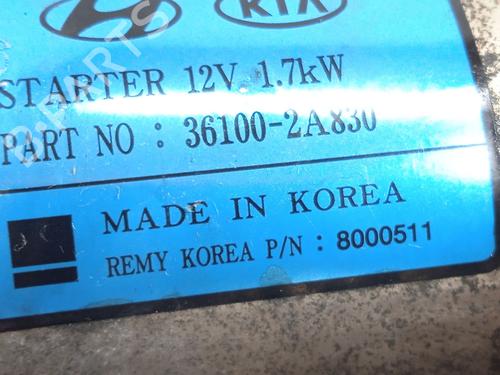 KIA
STARTER 12V 1.7kW
PART NO : 36100-2A830
MADE IN KOREA
REMY KOREA P/N : 8000511